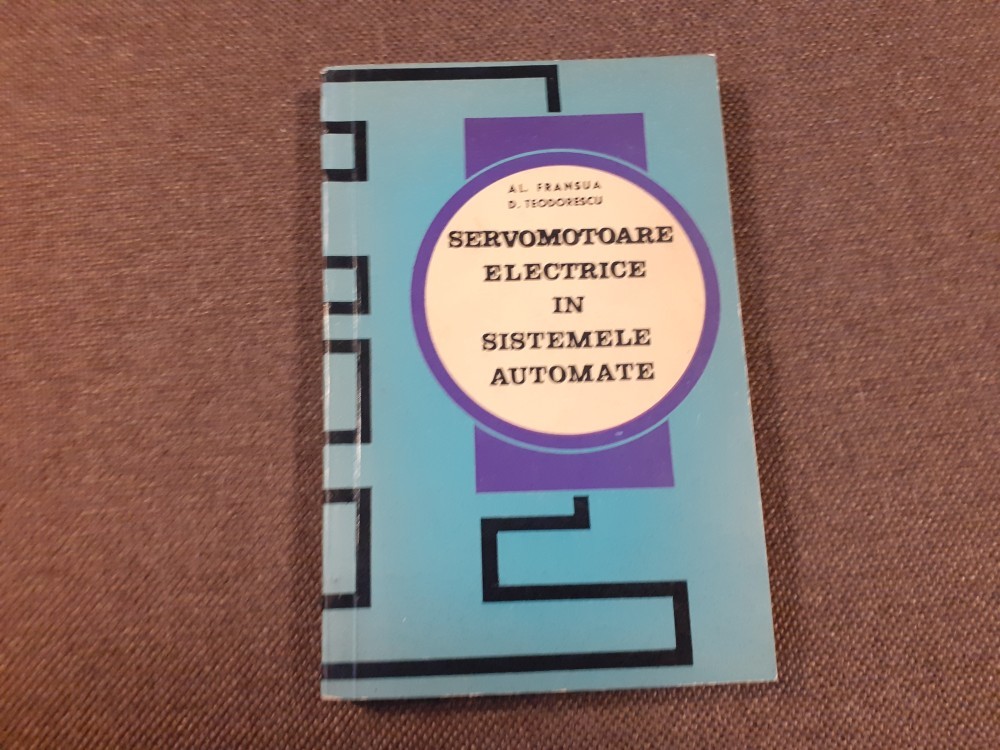 AL. FRANSUA
D. TEODORESCU
SERVOMOTOARE
ELECTRICE
IN
SISTEMELE
AUTOMATE